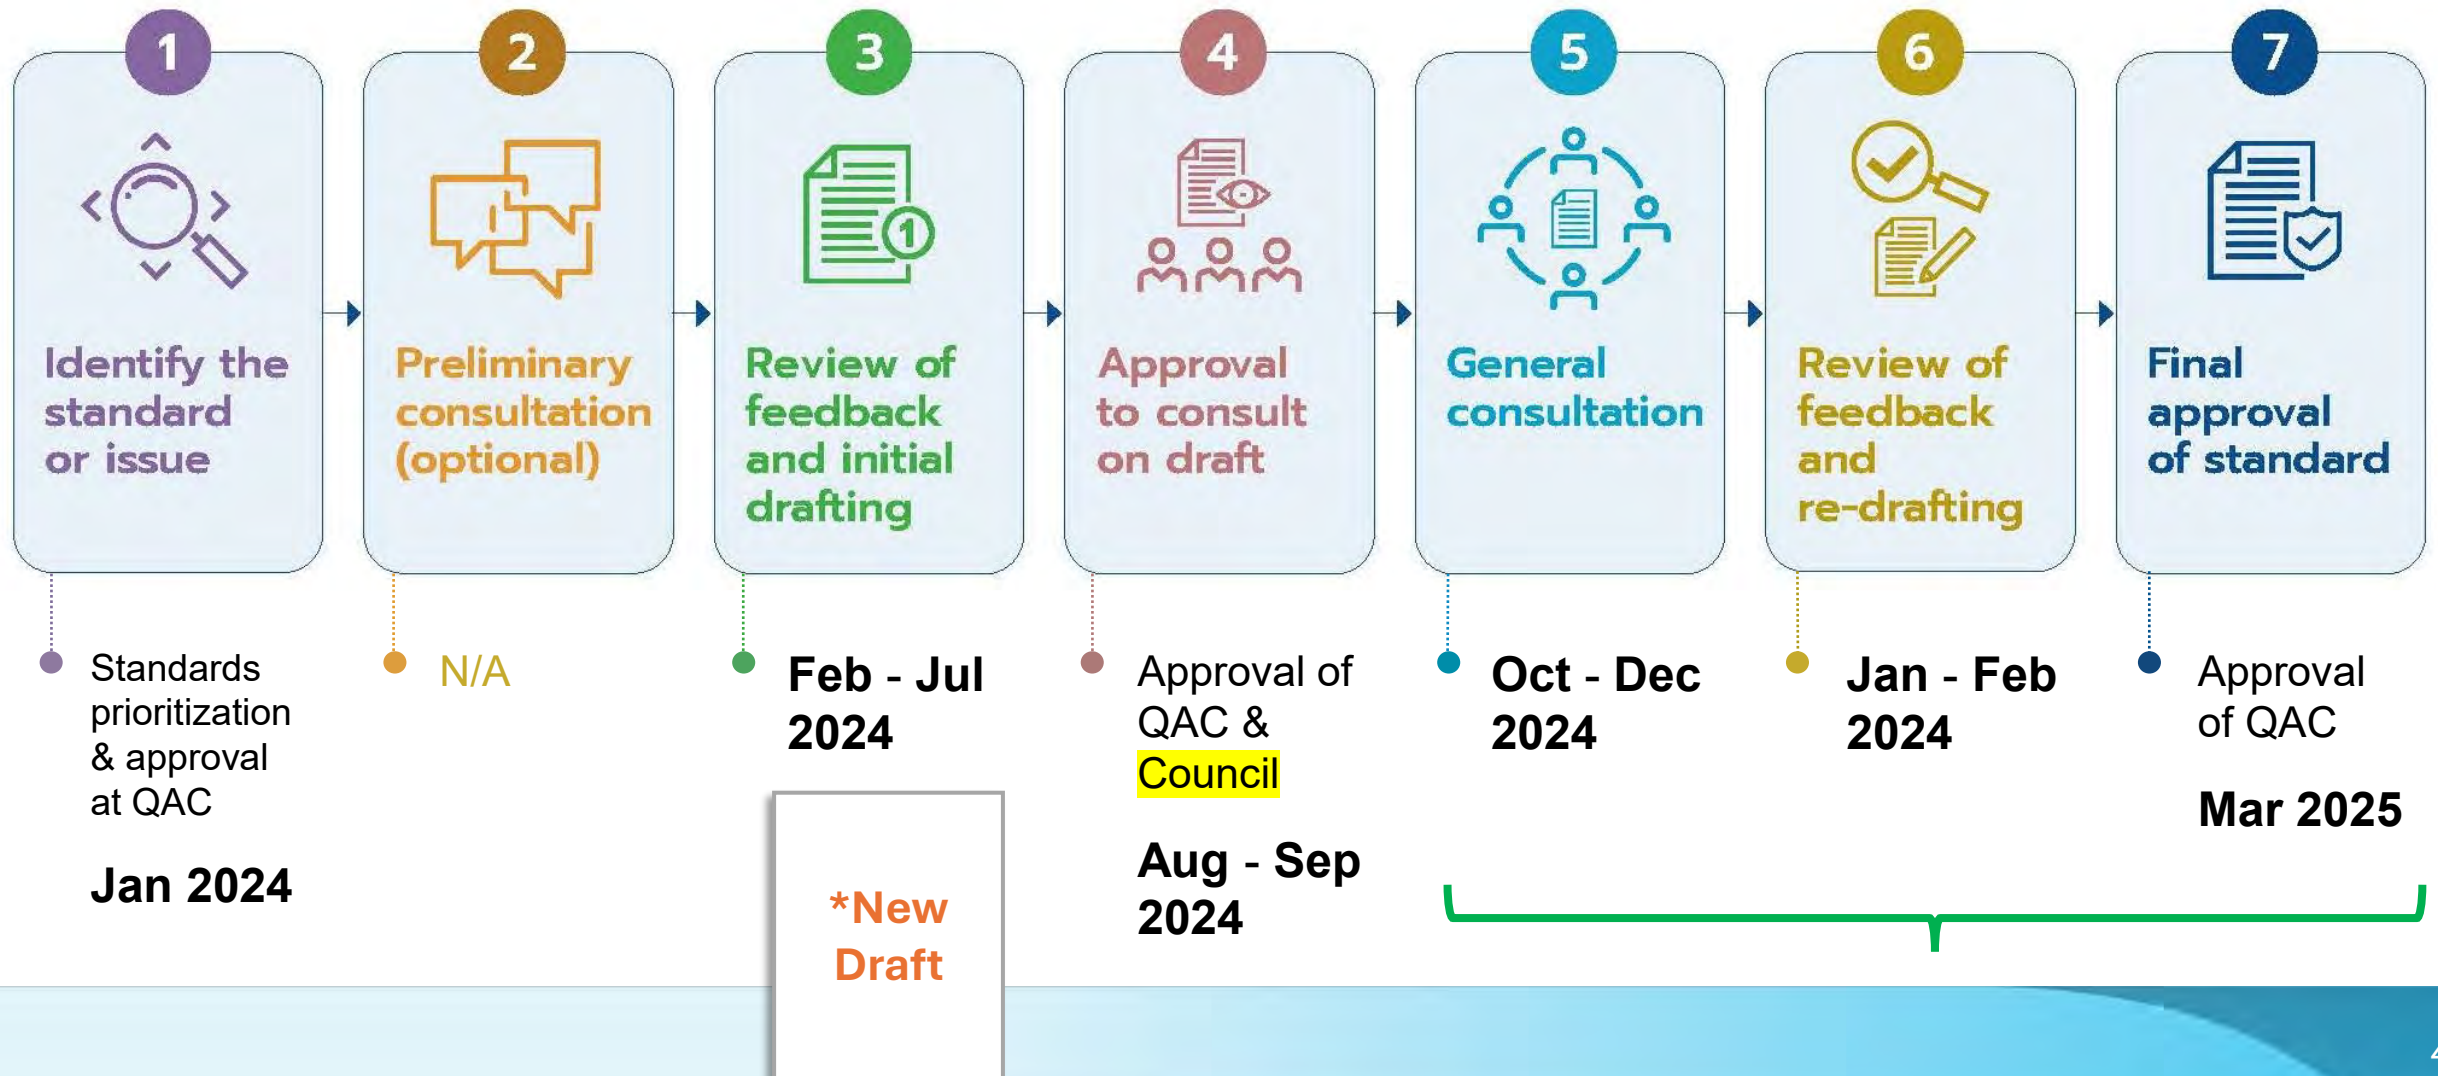 1
Identify the
standard
or issue
Standards
prioritization
& approval
at QAC
Jan 2024
2
Preliminary
consultation
(optional)
N/A
3
1
Review of
feedback
and initial
drafting
Feb - Jul
2024
*New
Draft
4
Approval
to consult
on draft
Approval of
QAC &
Council
Aug - Sep
2024
5
General
consultation
Oct - Dec
2024
6
Review of
feedback
and
re-drafting
Jan - Feb
2024
7
Final
approval
of standard
Approval
of QAC
Mar 2025